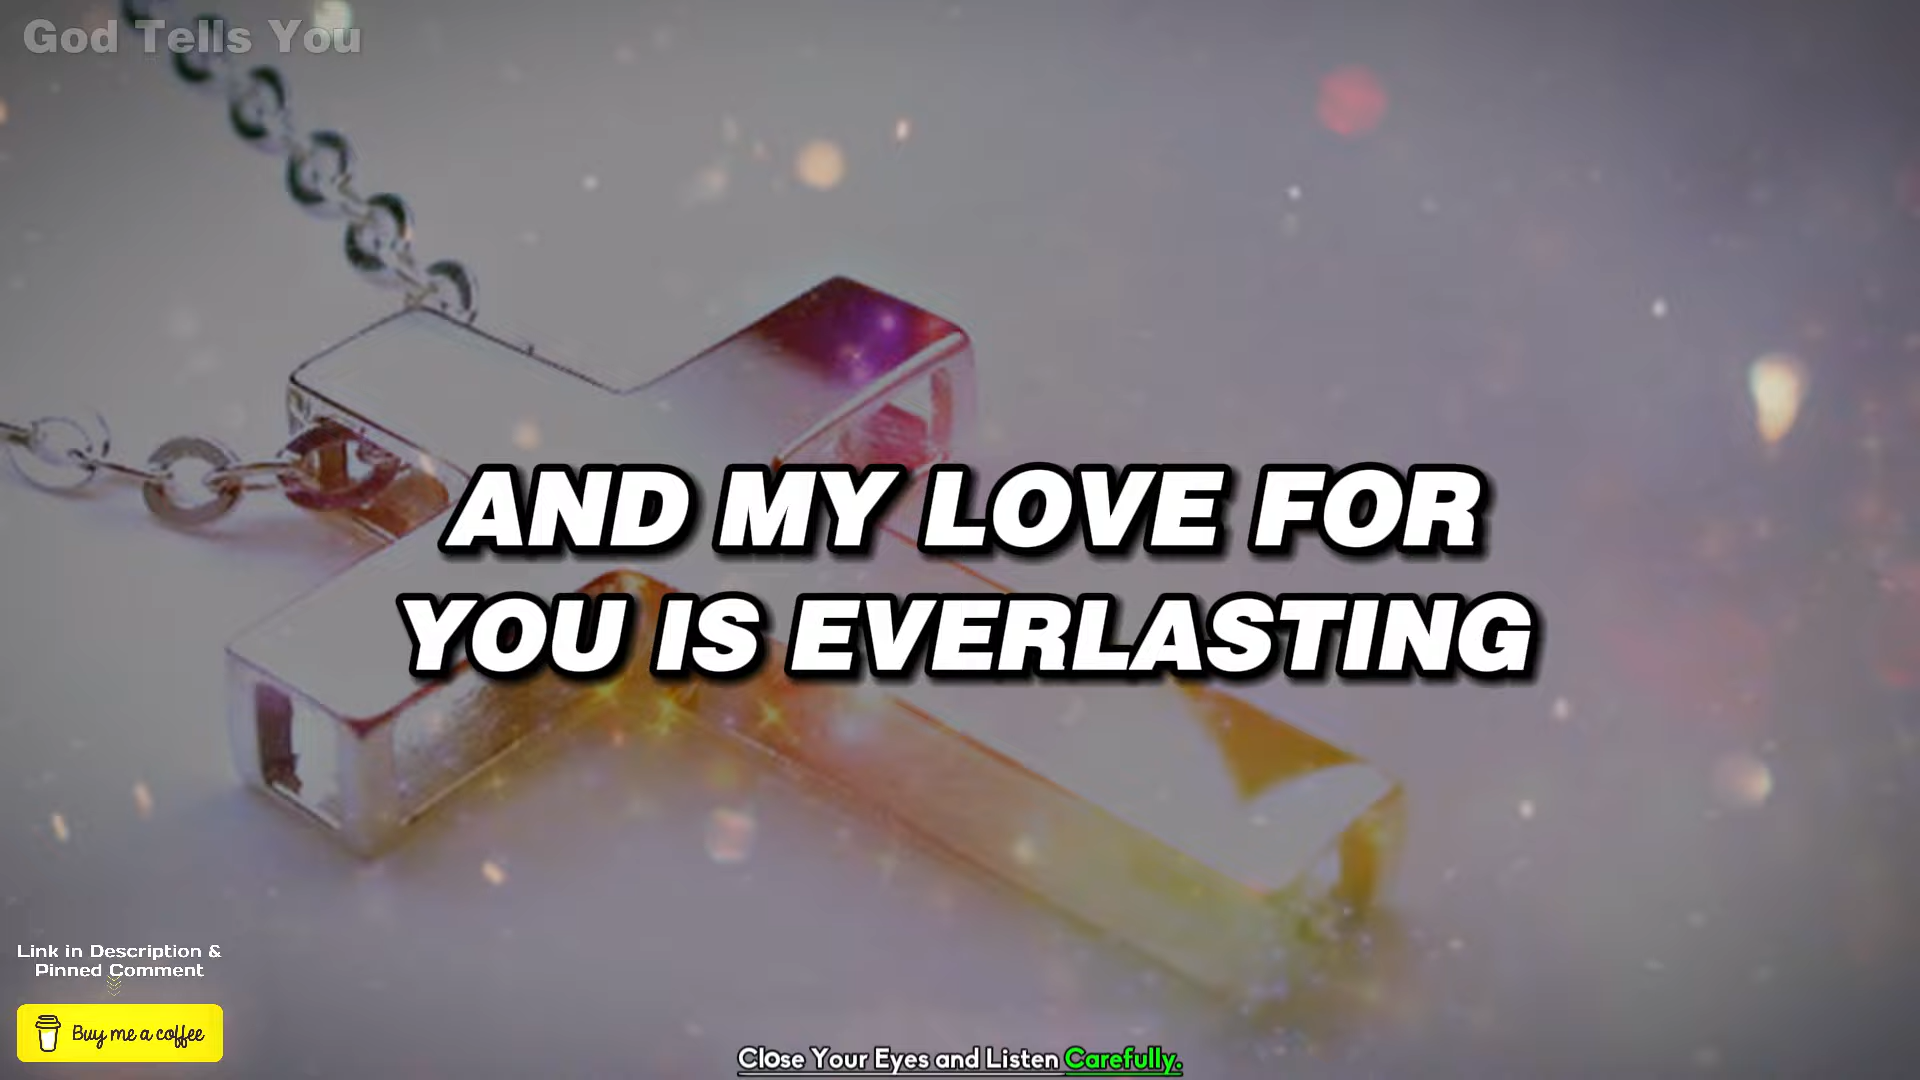 God Tells You
AND MY LOVE FOR
YOU IS EVERLASTING
Link in Description &
Pinned Comment
Buy me a coffee
Close Your Eyes and Listen Carefully.